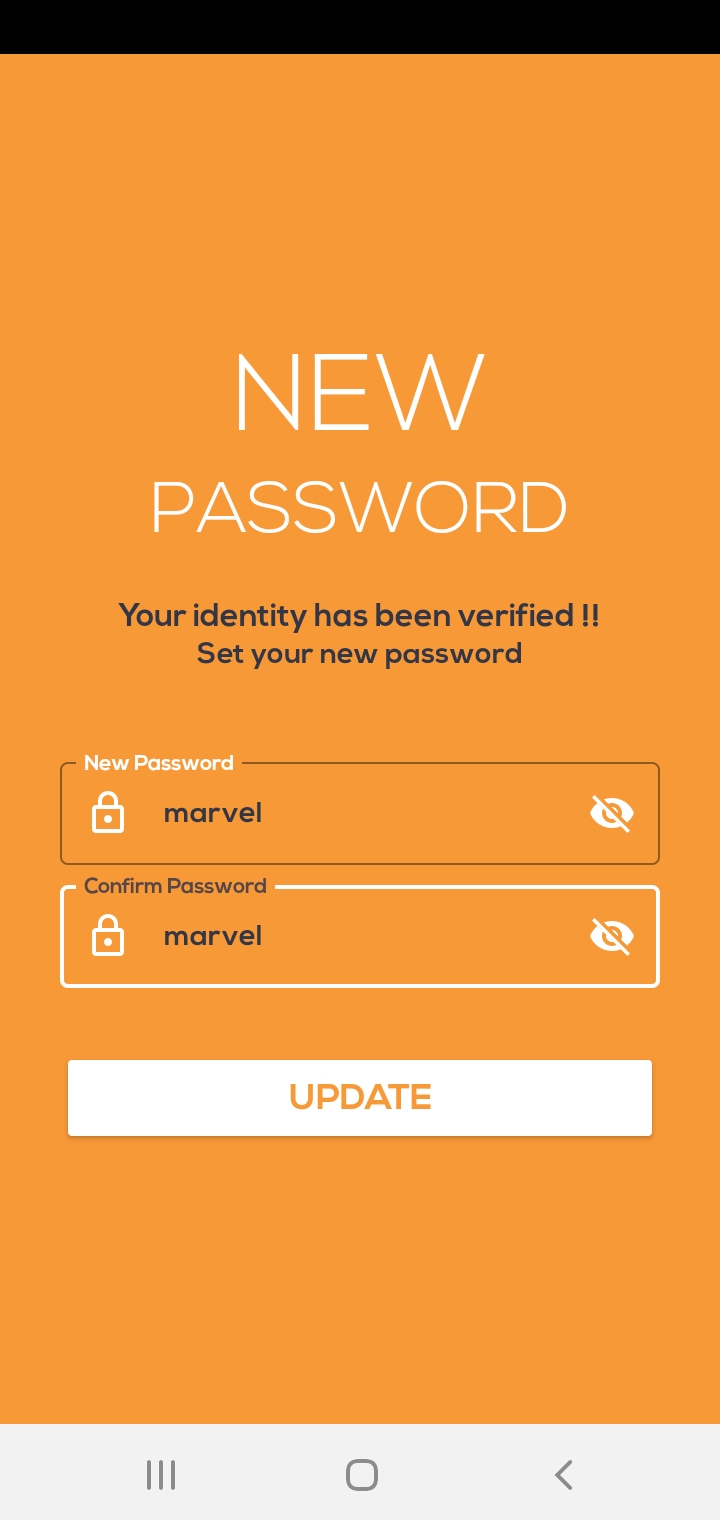 NEW
PASSWORD
Your identity has been verified !!
Set your new password
New Password
marvel
Confirm Password
marvel
UPDATE